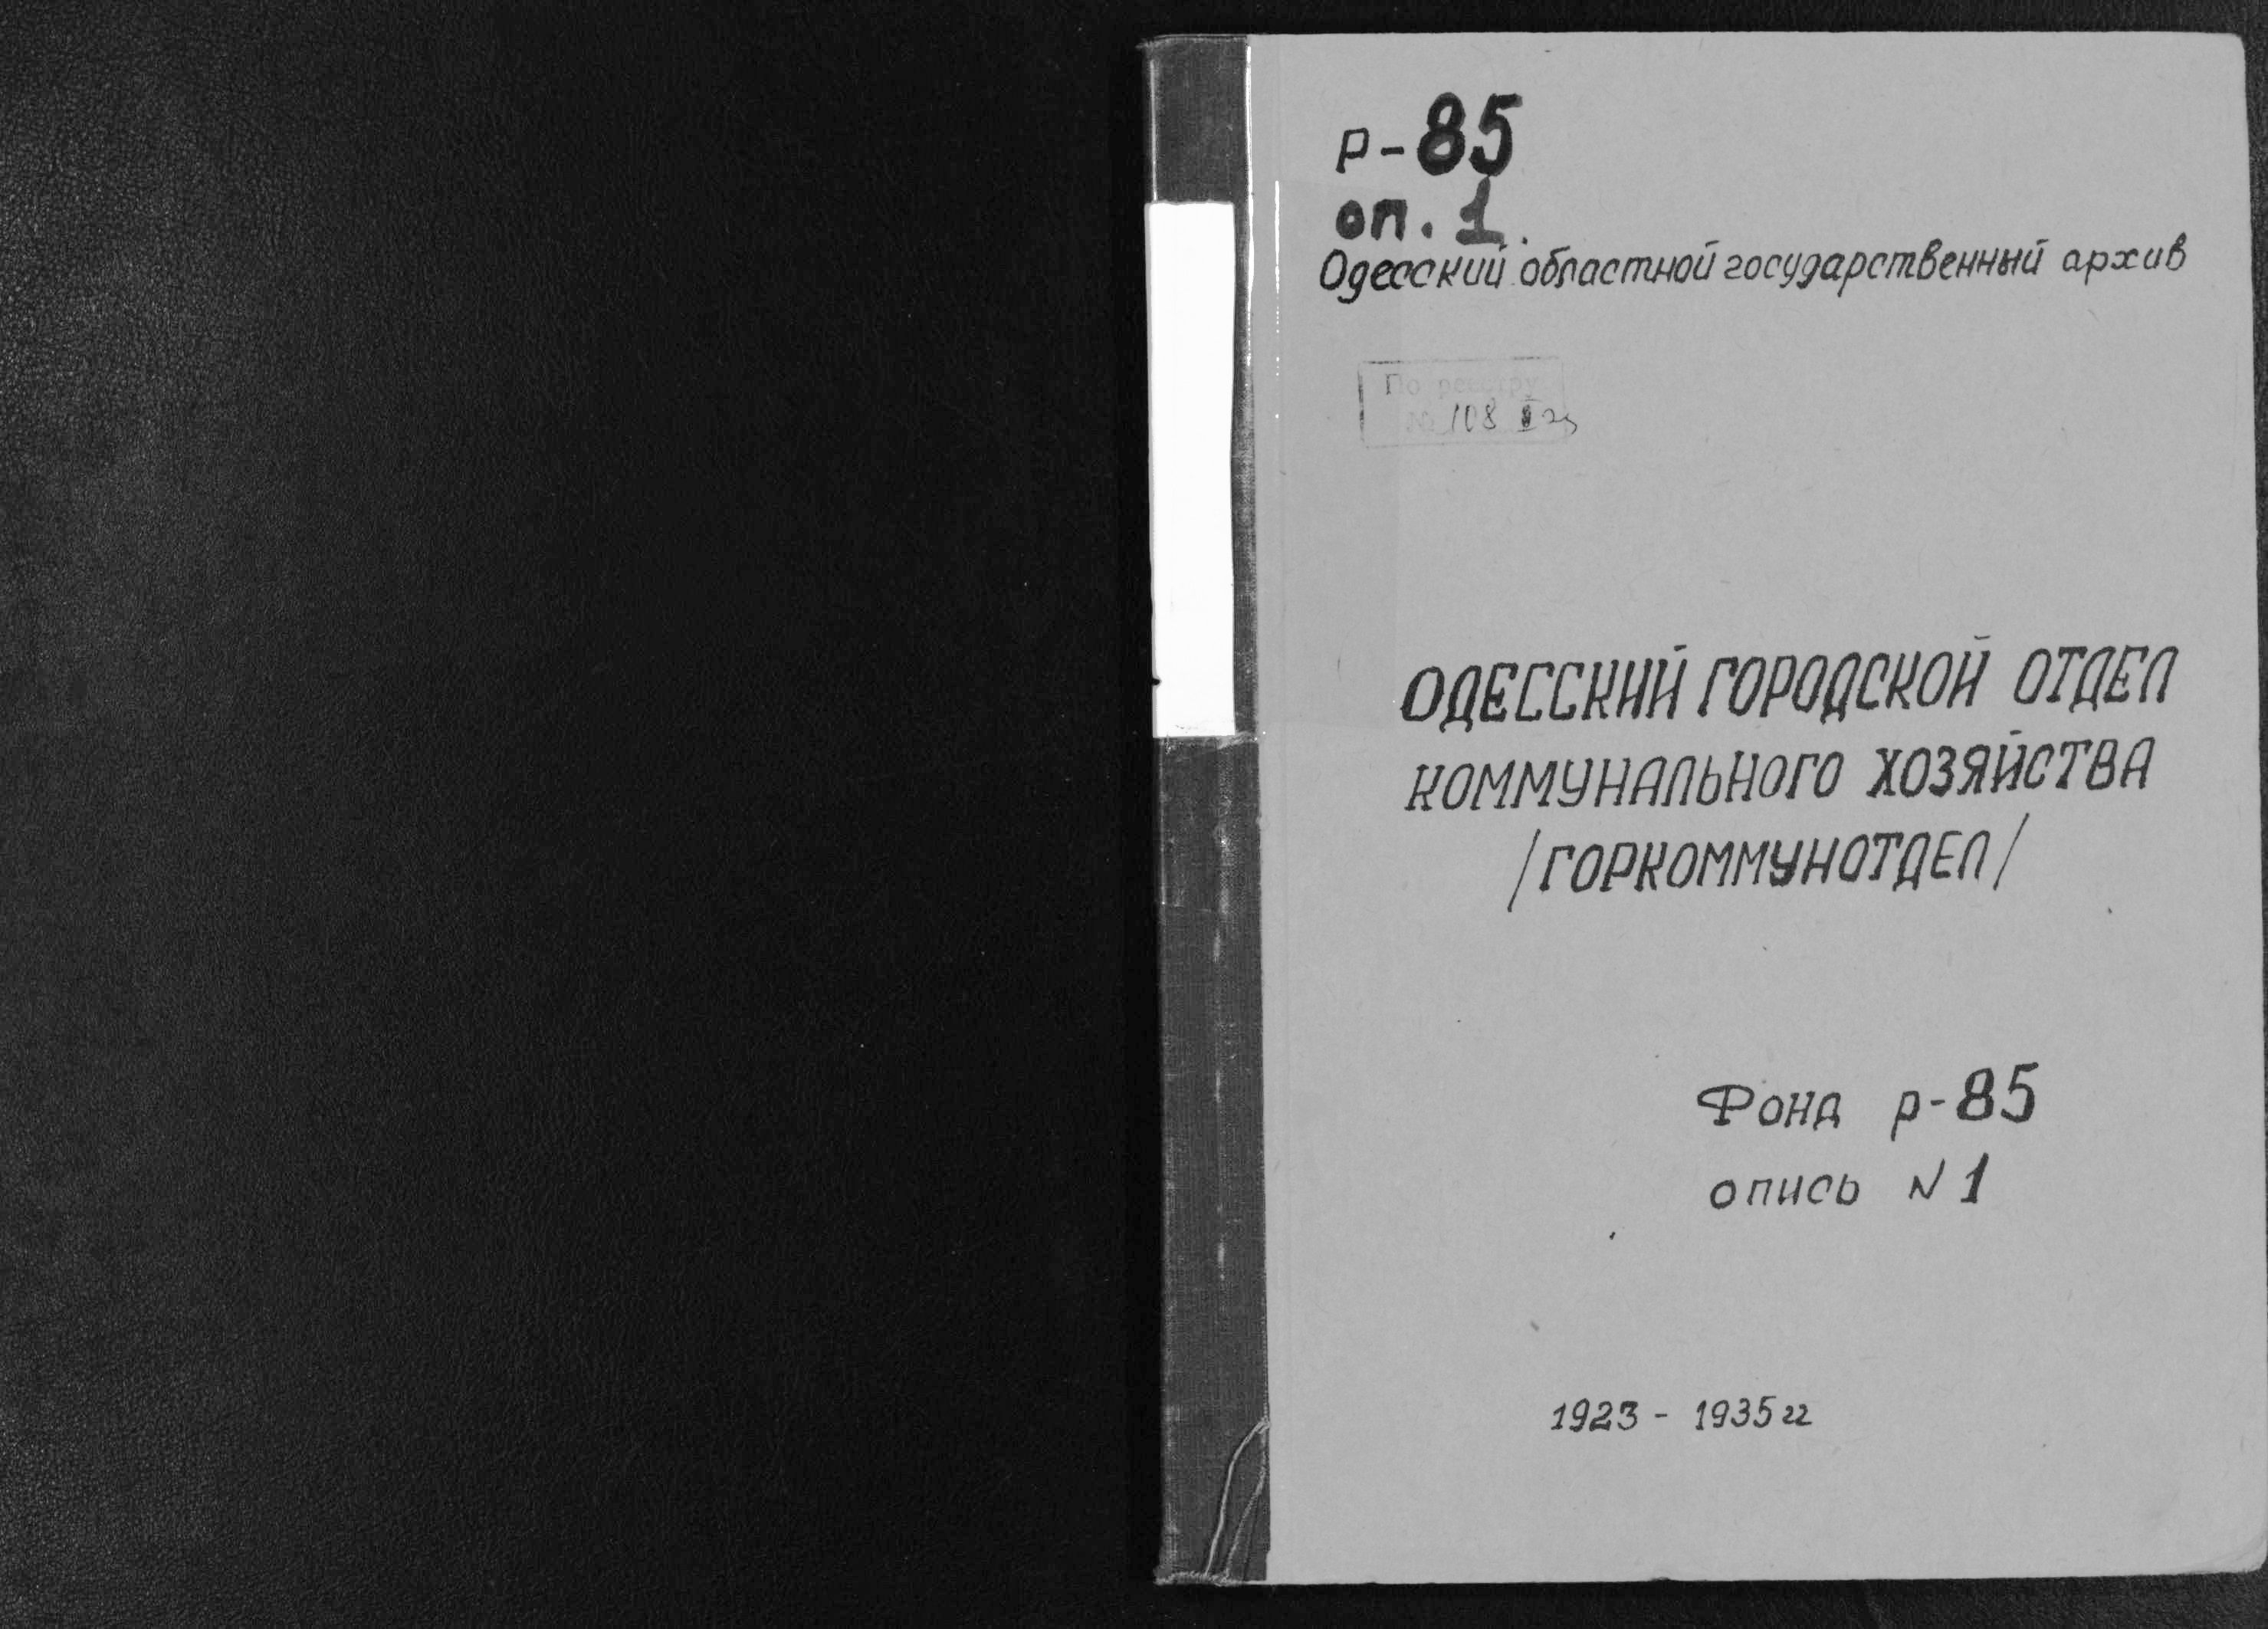 р-85
оп. 1.
Одесский областной государственный архив
По реестру
№ 108
ОДЕССКИЙ ГОРОДСКОЙ ОТДЕЛ
КОММУНАЛЬНОГО ХОЗЯЙСТВА
/ГОРКОММУНОТДЕЛ/
Фонд р-85
опись N 1
1923 - 1935 гг